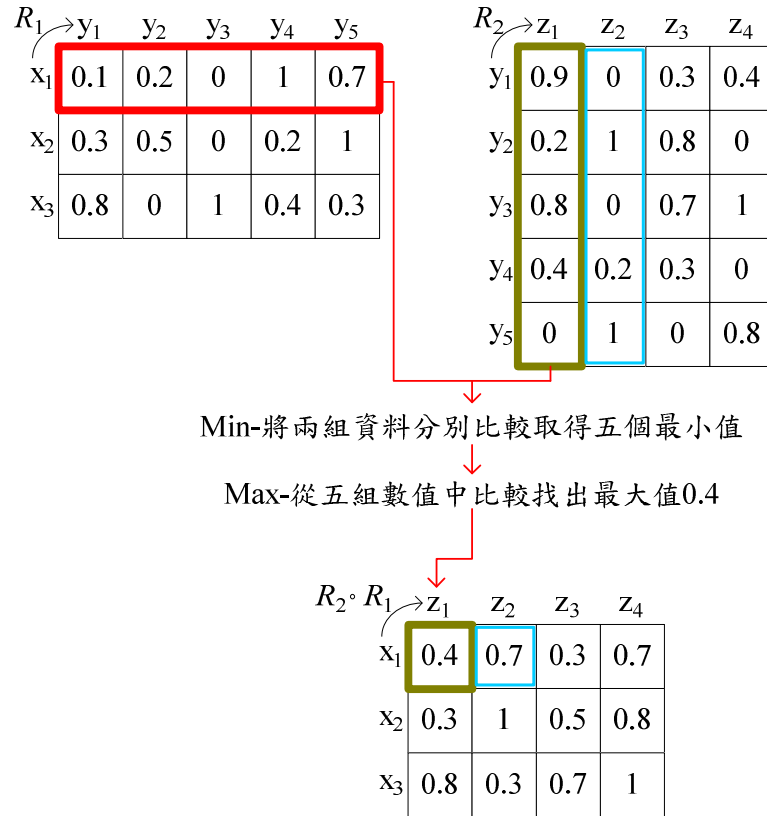 R₁ y₁ y₂ y₃ y₄ y₅
x₁ 0.1 0.2 0 1 0.7
x₂ 0.3 0.5 0 0.2 1
x₃ 0.8 0 1 0.4 0.3
R₂ z₁ z₂ z₃ z₄
y₁ 0.9 0 0.3 0.4
y₂ 0.2 1 0.8 0
y₃ 0.8 0 0.7 1
y₄ 0.4 0.2 0.3 0
y₅ 0 1 0 0.8
Min-將兩組資料分別比較取得五個最小值
Max-從五組數值中比較找出最大值0.4
R₂∘R₁ z₁ z₂ z₃ z₄
x₁ 0.4 0.7 0.3 0.7
x₂ 0.3 1 0.5 0.8
x₃ 0.8 0.3 0.7 1